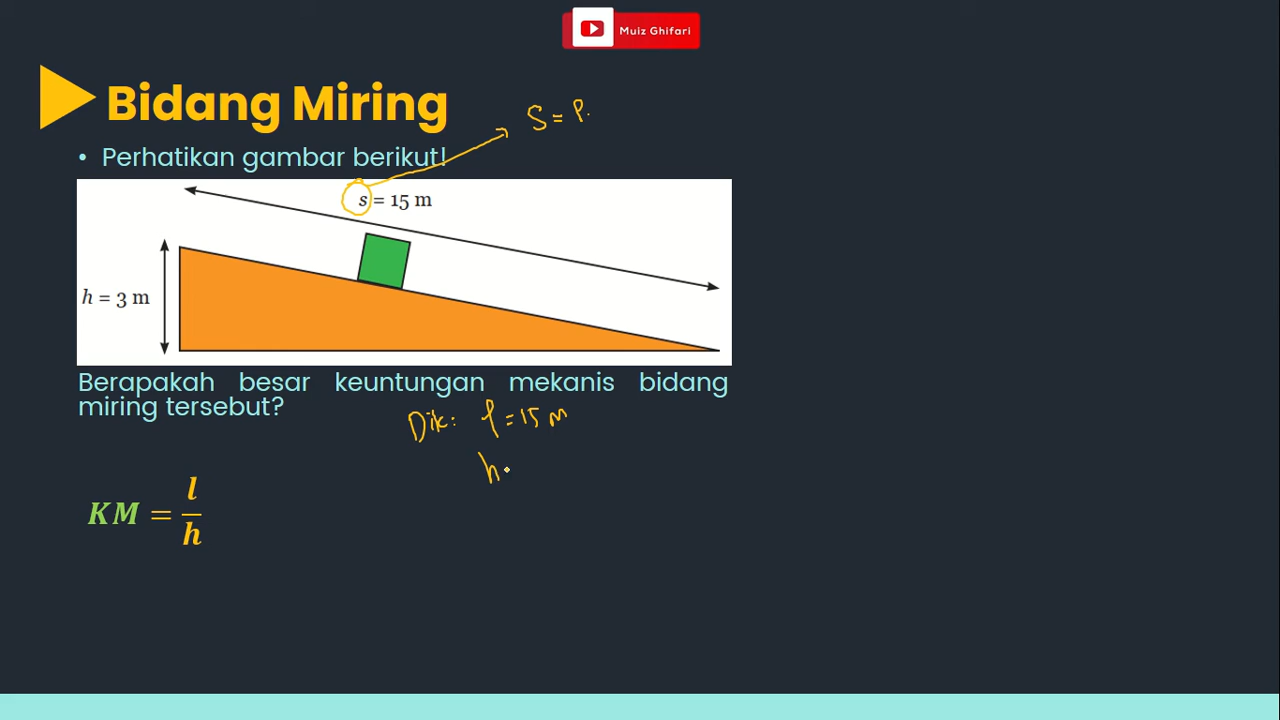 Muiz Ghifari
Bidang Miring
S = l
• Perhatikan gambar berikut!
s = 15 m
h = 3 m
Berapakah besar keuntungan mekanis bidang
miring tersebut?
Dik: l = 15 m
h
KM = l/h